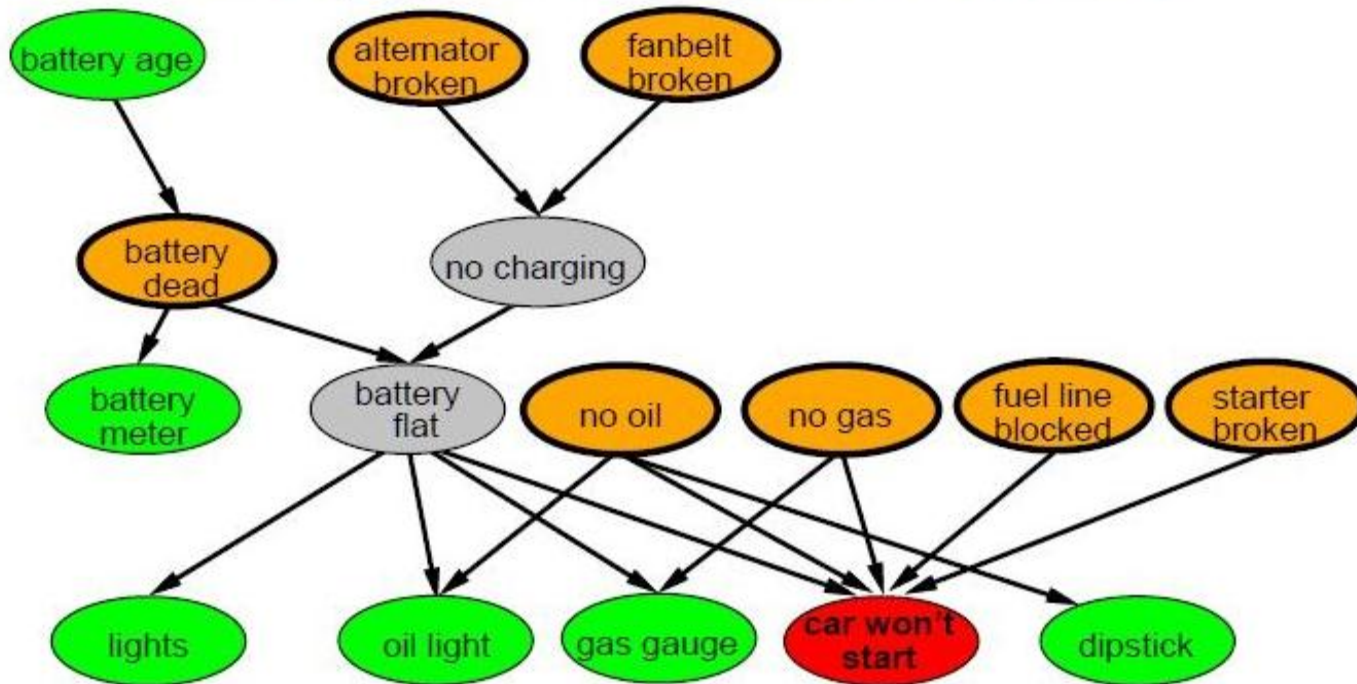 battery age
alternator
broken
fanbelt
broken
battery
dead
no charging
battery
meter
battery
flat
no oil
no gas
fuel line
blocked
starter
broken
lights
oil light
gas gauge
car won't
start
dipstick